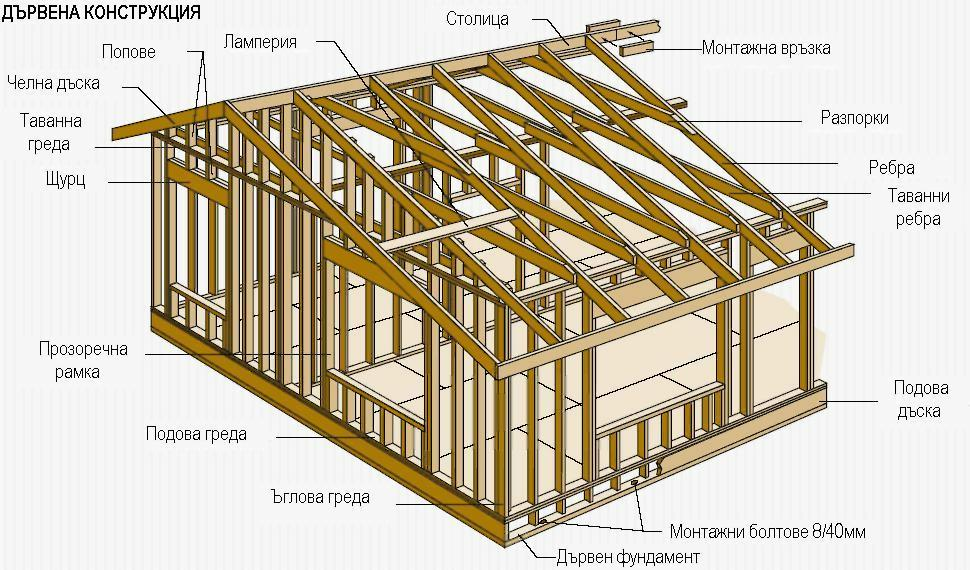 ДЪРВЕНА КОНСТРУКЦИЯ
Столица
Ламперия
Попове
Монтажна връзка
Челна дъска
Таванна
греда
Разпорки
Щурц
Ребра
Таванни
ребра
Прозоречна
рамка
Подова
дъска
Подова греда
Ъглова греда
Монтажни болтове 8/40мм
Дървен фундамент